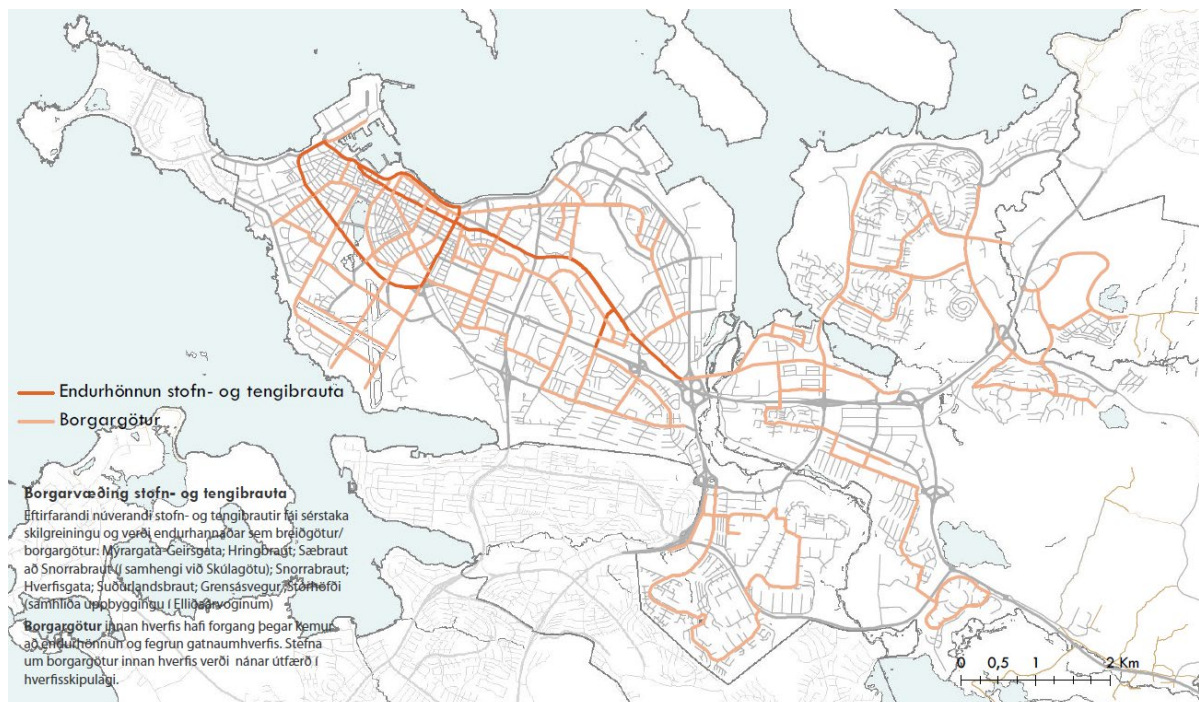 Endurhönnun stofn- og tengibrauta
Borgargötur
Borgarvæðing stofn- og tengibrauta
Eftirfarandi núverandi stofn- og tengibrautir fái sérstaka
skilgreiningu og verði endurhannaðar sem breiðgötur/
borgargötur: Mýrargata-Geirsgata; Hringbraut; Sæbraut
að Snorrabraut (í samhengi við Skúlagötu); Snorrabraut;
Hverfisgata; Suðurlandsbraut; Grensásvegur; Stórhöfði
(samhliða uppbyggingu í Elliðaárvoginum)
Borgargötur innan hverfis hafi forgang þegar kemur
að endurhönnun og fegrun gatnaumhverfis. Stefna
um borgargötur innan hverfis verði nánar útfærð í
hverfisskipulagi.
0 0,5 1 2 Km